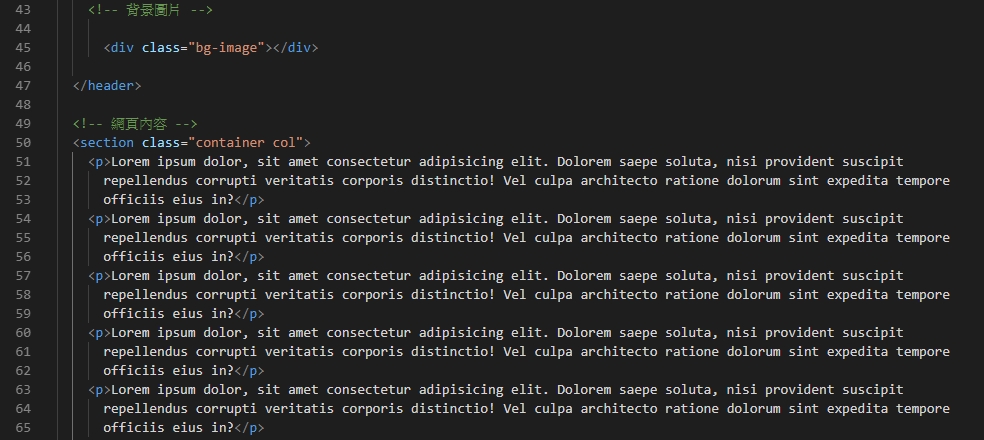 43 <!-- 背景圖片 -->
44
45 <div class="bg-image"></div>
46
47 </header>
48
49 <!-- 網頁內容 -->
50 <section class="container col">
51 <p>Lorem ipsum dolor, sit amet consectetur adipisicing elit. Dolorem saepe soluta, nisi provident suscipit
52 repellendus corrupti veritatis corporis distinctio! Vel culpa architecto ratione dolorum sint expedita tempore
53 officiis eius in?</p>
54 <p>Lorem ipsum dolor, sit amet consectetur adipisicing elit. Dolorem saepe soluta, nisi provident suscipit
55 repellendus corrupti veritatis corporis distinctio! Vel culpa architecto ratione dolorum sint expedita tempore
56 officiis eius in?</p>
57 <p>Lorem ipsum dolor, sit amet consectetur adipisicing elit. Dolorem saepe soluta, nisi provident suscipit
58 repellendus corrupti veritatis corporis distinctio! Vel culpa architecto ratione dolorum sint expedita tempore
59 officiis eius in?</p>
60 <p>Lorem ipsum dolor, sit amet consectetur adipisicing elit. Dolorem saepe soluta, nisi provident suscipit
61 repellendus corrupti veritatis corporis distinctio! Vel culpa architecto ratione dolorum sint expedita tempore
62 officiis eius in?</p>
63 <p>Lorem ipsum dolor, sit amet consectetur adipisicing elit. Dolorem saepe soluta, nisi provident suscipit
64 repellendus corrupti veritatis corporis distinctio! Vel culpa architecto ratione dolorum sint expedita tempore
65 officiis eius in?</p>